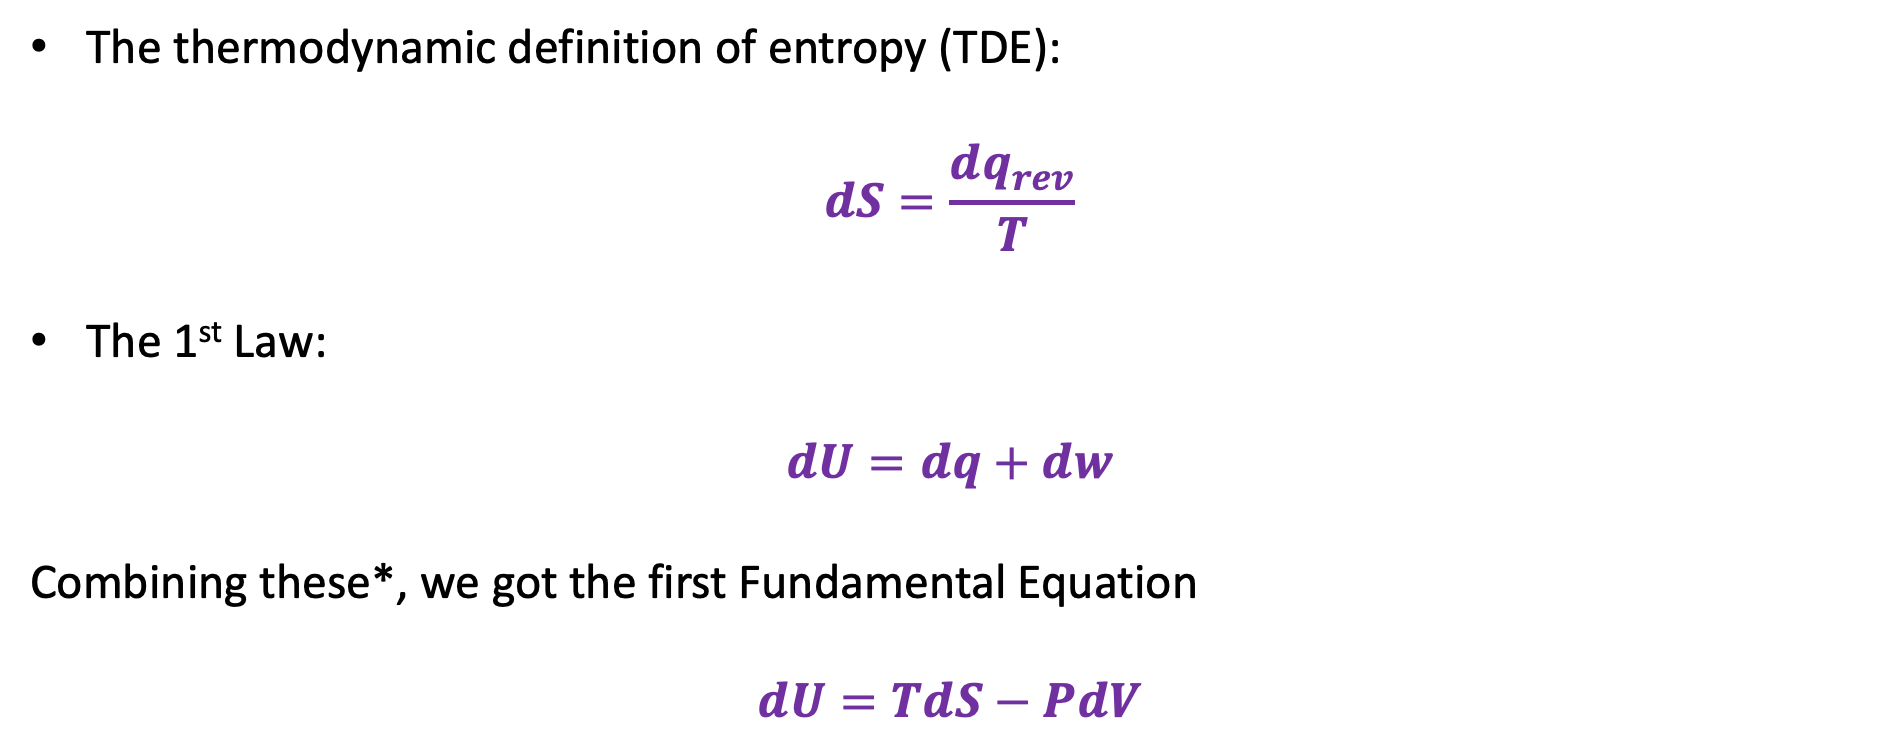 • The thermodynamic definition of entropy (TDE):
dS = dq_rev / T
• The 1st Law:
dU = dq + dw
Combining these*, we got the first Fundamental Equation
dU = TdS − PdV